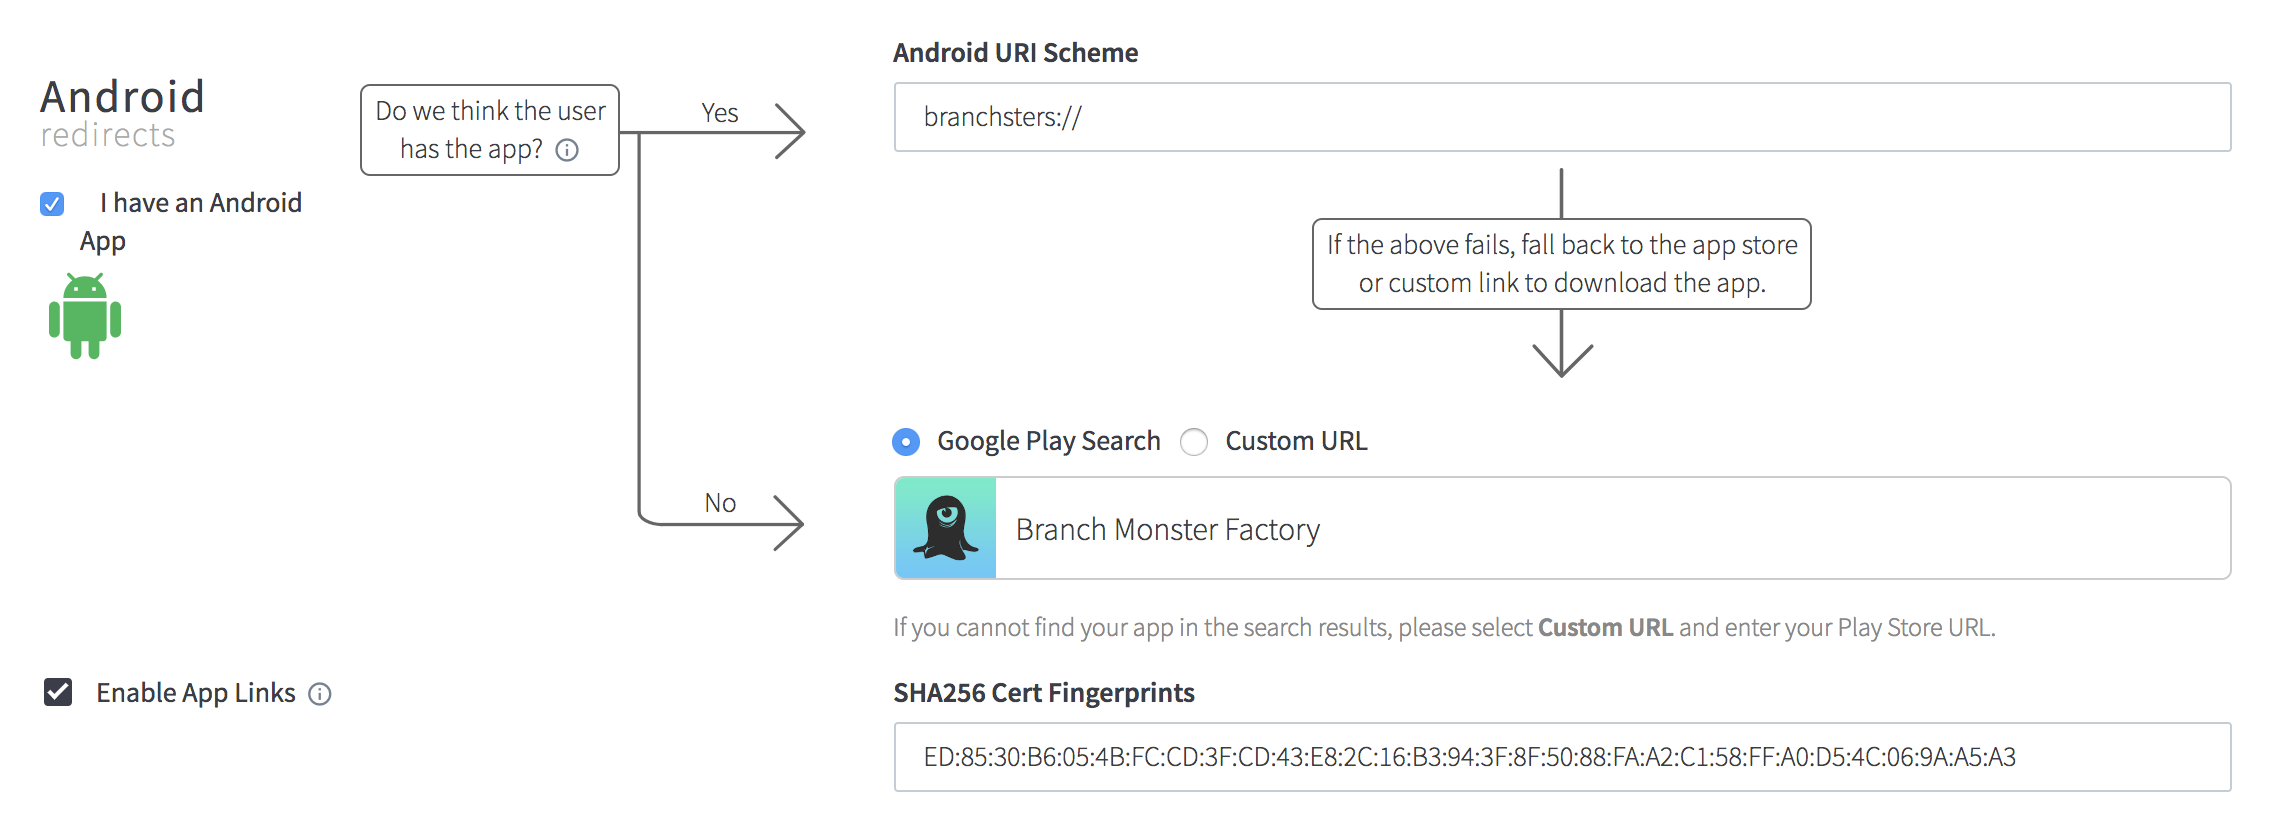 Android
redirects
I have an Android
App
Do we think the user
has the app?
Yes
No
Android URI Scheme
branchsters://
If the above fails, fall back to the app store
or custom link to download the app.
Google Play Search
Custom URL
Branch Monster Factory
If you cannot find your app in the search results, please select Custom URL and enter your Play Store URL.
Enable App Links
SHA256 Cert Fingerprints
ED:85:30:B6:05:4B:FC:CD:3F:CD:43:E8:2C:16:B3:94:3F:8F:50:88:FA:A2:C1:58:FF:A0:D5:4C:06:9A:A5:A3